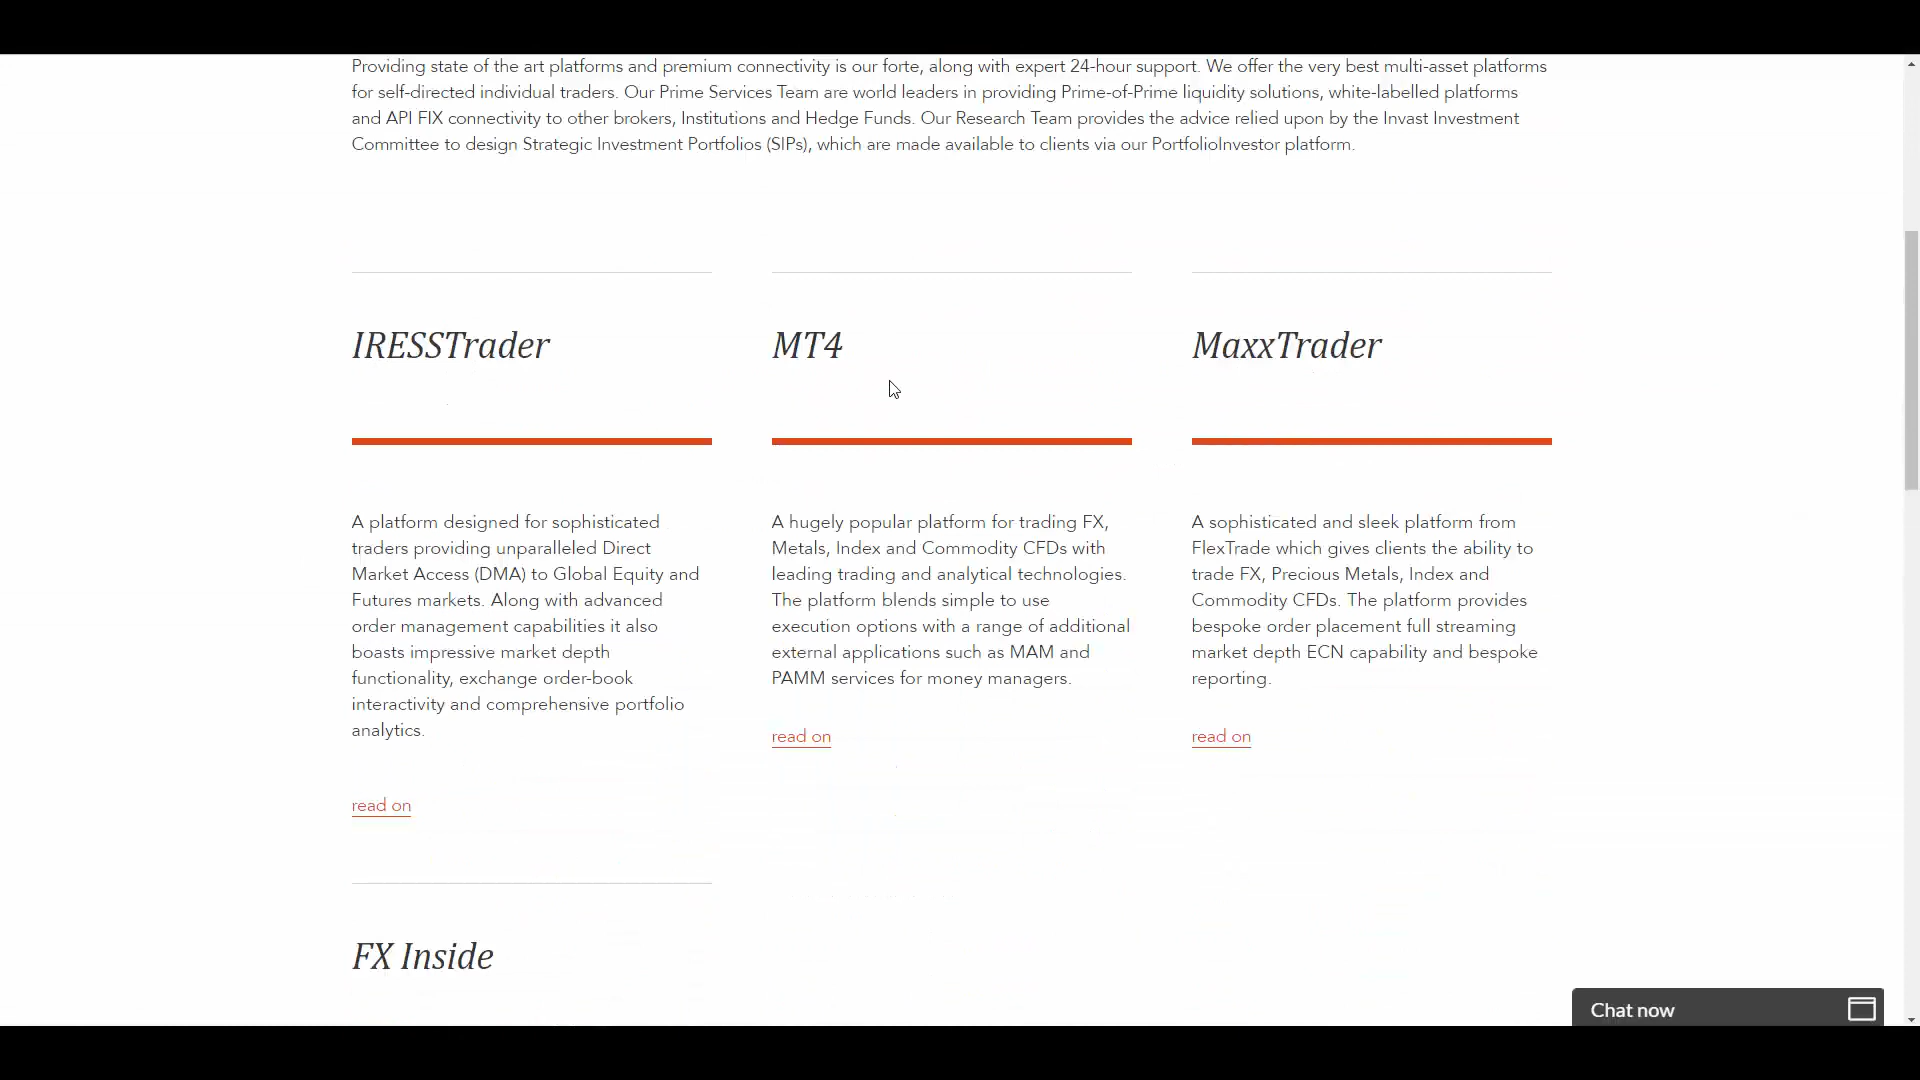 Providing state of the art platforms and premium connectivity is our forte, along with expert 24-hour support. We offer the very best multi-asset platforms
for self-directed individual traders. Our Prime Services Team are world leaders in providing Prime-of-Prime liquidity solutions, white-labelled platforms
and API FIX connectivity to other brokers, Institutions and Hedge Funds. Our Research Team provides the advice relied upon by the Invast Investment
Committee to design Strategic Investment Portfolios (SIPs), which are made available to clients via our PortfolioInvestor platform.
IRESSTrader
A platform designed for sophisticated
traders providing unparalleled Direct
Market Access (DMA) to Global Equity and
Futures markets. Along with advanced
order management capabilities it also
boasts impressive market depth
functionality, exchange order-book
interactivity and comprehensive portfolio
analytics.
read on
MT4
A hugely popular platform for trading FX,
Metals, Index and Commodity CFDs with
leading trading and analytical technologies.
The platform blends simple to use
execution options with a range of additional
external applications such as MAM and
PAMM services for money managers.
read on
MaxxTrader
A sophisticated and sleek platform from
FlexTrade which gives clients the ability to
trade FX, Precious Metals, Index and
Commodity CFDs. The platform provides
bespoke order placement full streaming
market depth ECN capability and bespoke
reporting.
read on
FX Inside
Chat now